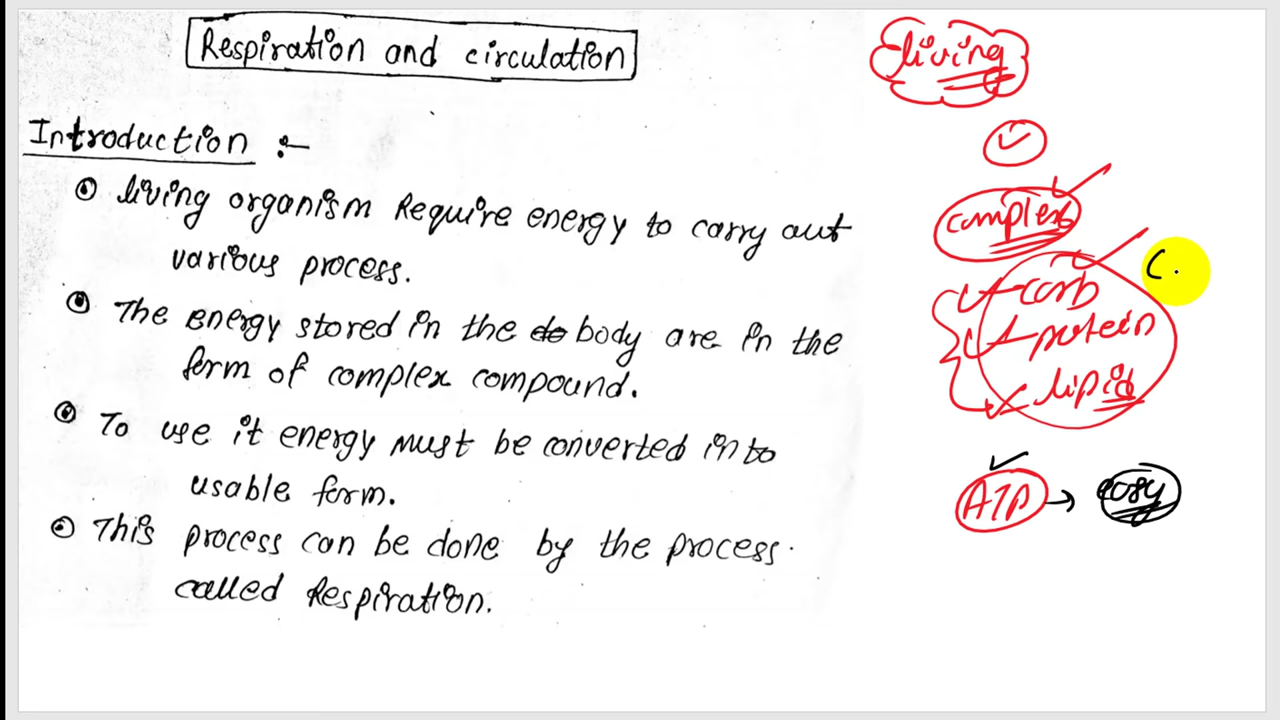 Respiration and circulation
Introduction :-
living organism Require energy to carry out
various process.
The energy stored in the do body are in the
form of complex compound.
To use it energy must be converted into
usable form.
This process can be done by the process.
called Respiration.
living
complex
carb
protein
lipid
ATP → easy
C